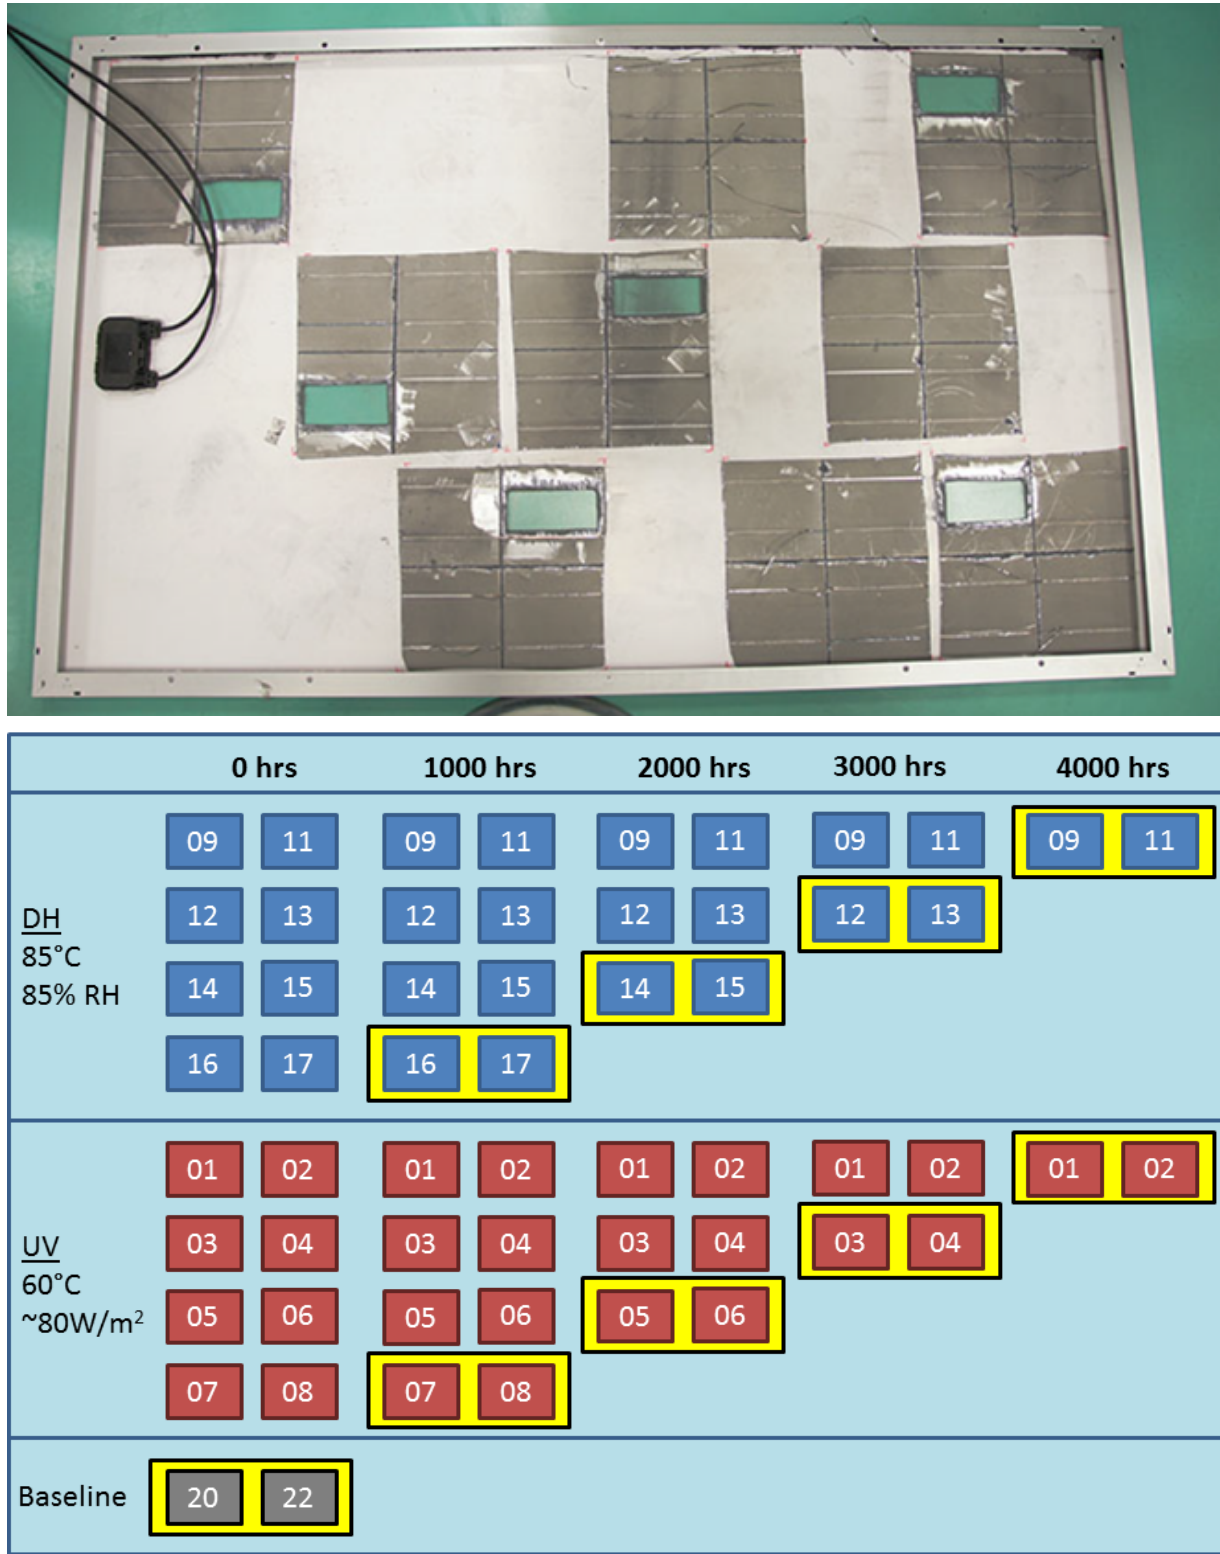 0 hrs 1000 hrs 2000 hrs 3000 hrs 4000 hrs
DH
85°C
85% RH
09 11 09 11 09 11 09 11 09 11
12 13 12 13 12 13 12 13
14 15 14 15 14 15
16 17 16 17
UV
60°C
~80W/m²
01 02 01 02 01 02 01 02 01 02
03 04 03 04 03 04 03 04
05 06 05 06 05 06
07 08 07 08
Baseline 20 22